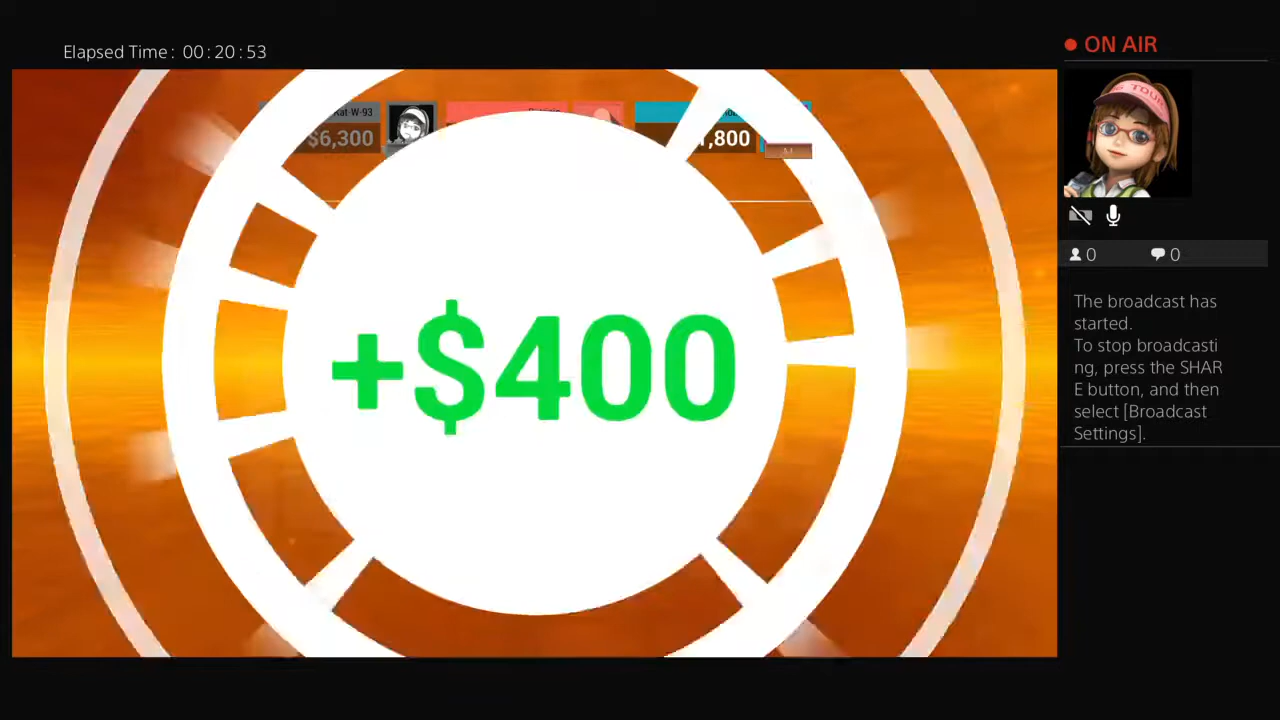 Elapsed Time: 00:20:53
ON AIR
Kat-W-93
$6,300
,800
AI
+$400
0
0
The broadcast has
started.
To stop broadcasti
ng, press the SHAR
E button, and then
select [Broadcast
Settings].